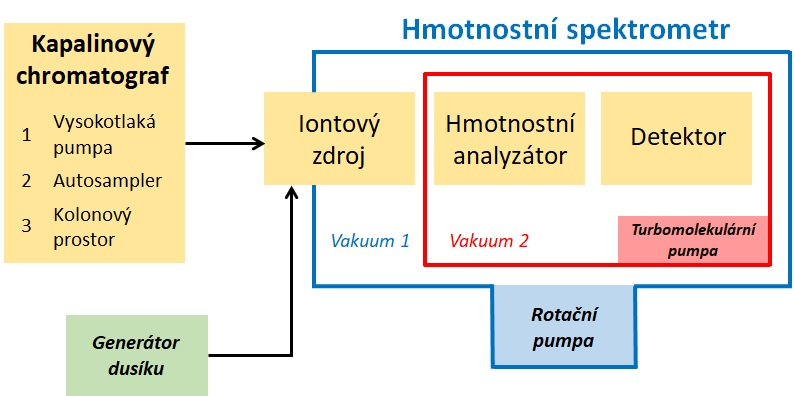 Hmotnostní spektrometr
Kapalinový
chromatograf
1 Vysokotlaká
pumpa
2 Autosampler
3 Kolonový
prostor
Iontový
zdroj
Hmotnostní
analyzátor
Detektor
Vakuum 1
Vakuum 2
Turbomolekulární
pumpa
Rotační
pumpa
Generátor
dusíku